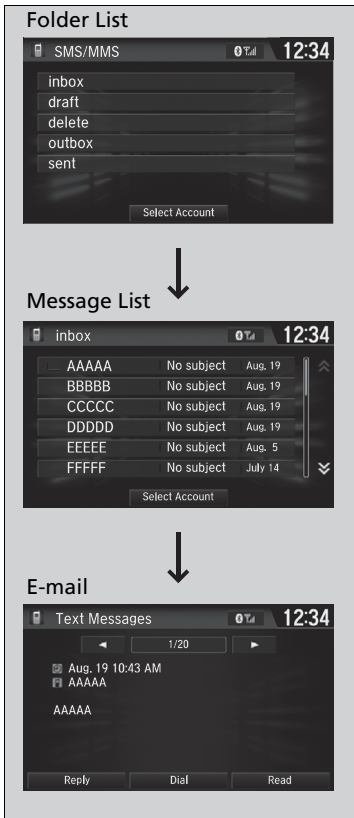 Folder List
SMS/MMS 12:34
inbox
draft
delete
outbox
sent
Select Account
Message List
inbox 12:34
AAAAA No subject Aug. 19
BBBBB No subject Aug. 19
CCCCC No subject Aug. 19
DDDDD No subject Aug. 19
EEEEE No subject Aug. 5
FFFFF No subject July 14
Select Account
E-mail
Text Messages 12:34
1/20
Aug. 19 10:43 AM
AAAAA
AAAAA
Reply Dial Read